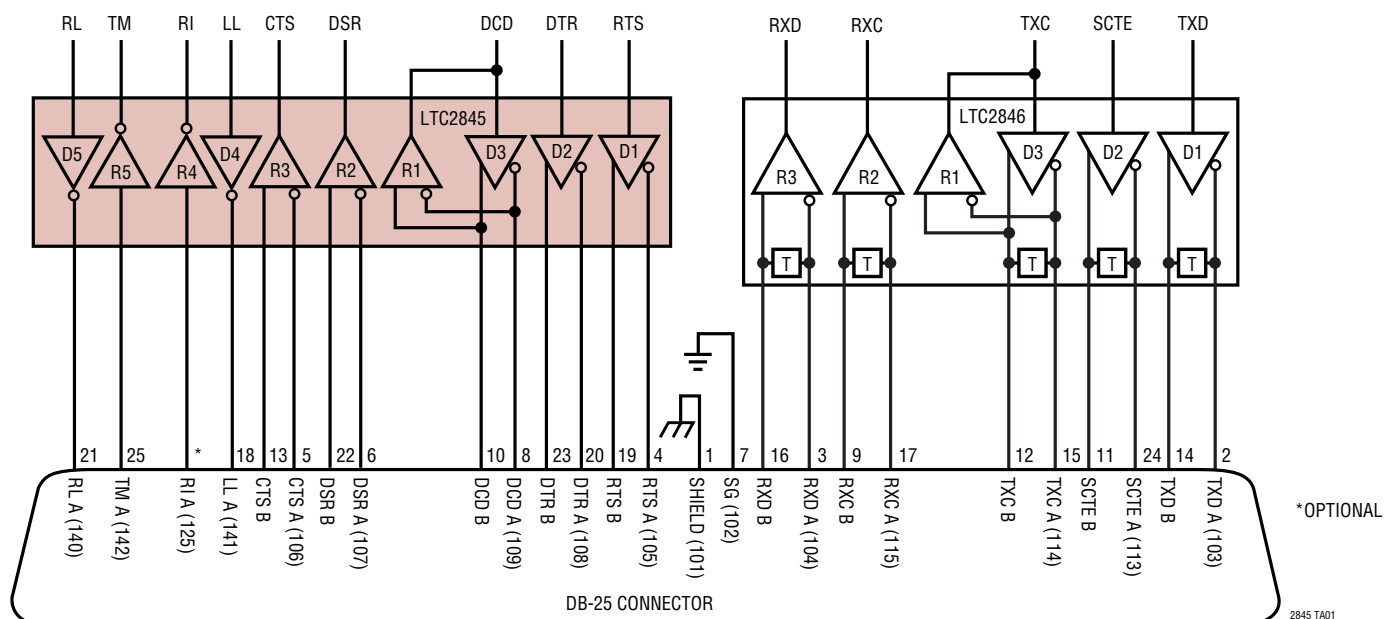 RL TM RI LL CTS DSR DCD DTR RTS RXD RXC TXC SCTE TXD
LTC2845 LTC2846
D5 R5 R4 D4 R3 R2 R1 D3 D2 D1 R3 R2 R1 D3 D2 D1
T T T T T
21 25 * 18 13 5 22 6 10 8 23 20 19 4 1 7 16 3 9 17 12 15 11 24 14 2
RL A (140)
TM A (142)
RI A (125)
LL A (141)
CTS B
CTS A (106)
DSR B
DSR A (107)
DCD B
DCD A (109)
DTR B
DTR A (108)
RTS B
RTS A (105)
SHIELD (101)
SG (102)
RXD B
RXD A (104)
RXC B
RXC A (115)
TXC B
TXC A (114)
SCTE B
SCTE A (113)
TXD B
TXD A (103)
*OPTIONAL
DB-25 CONNECTOR
2845 TA01